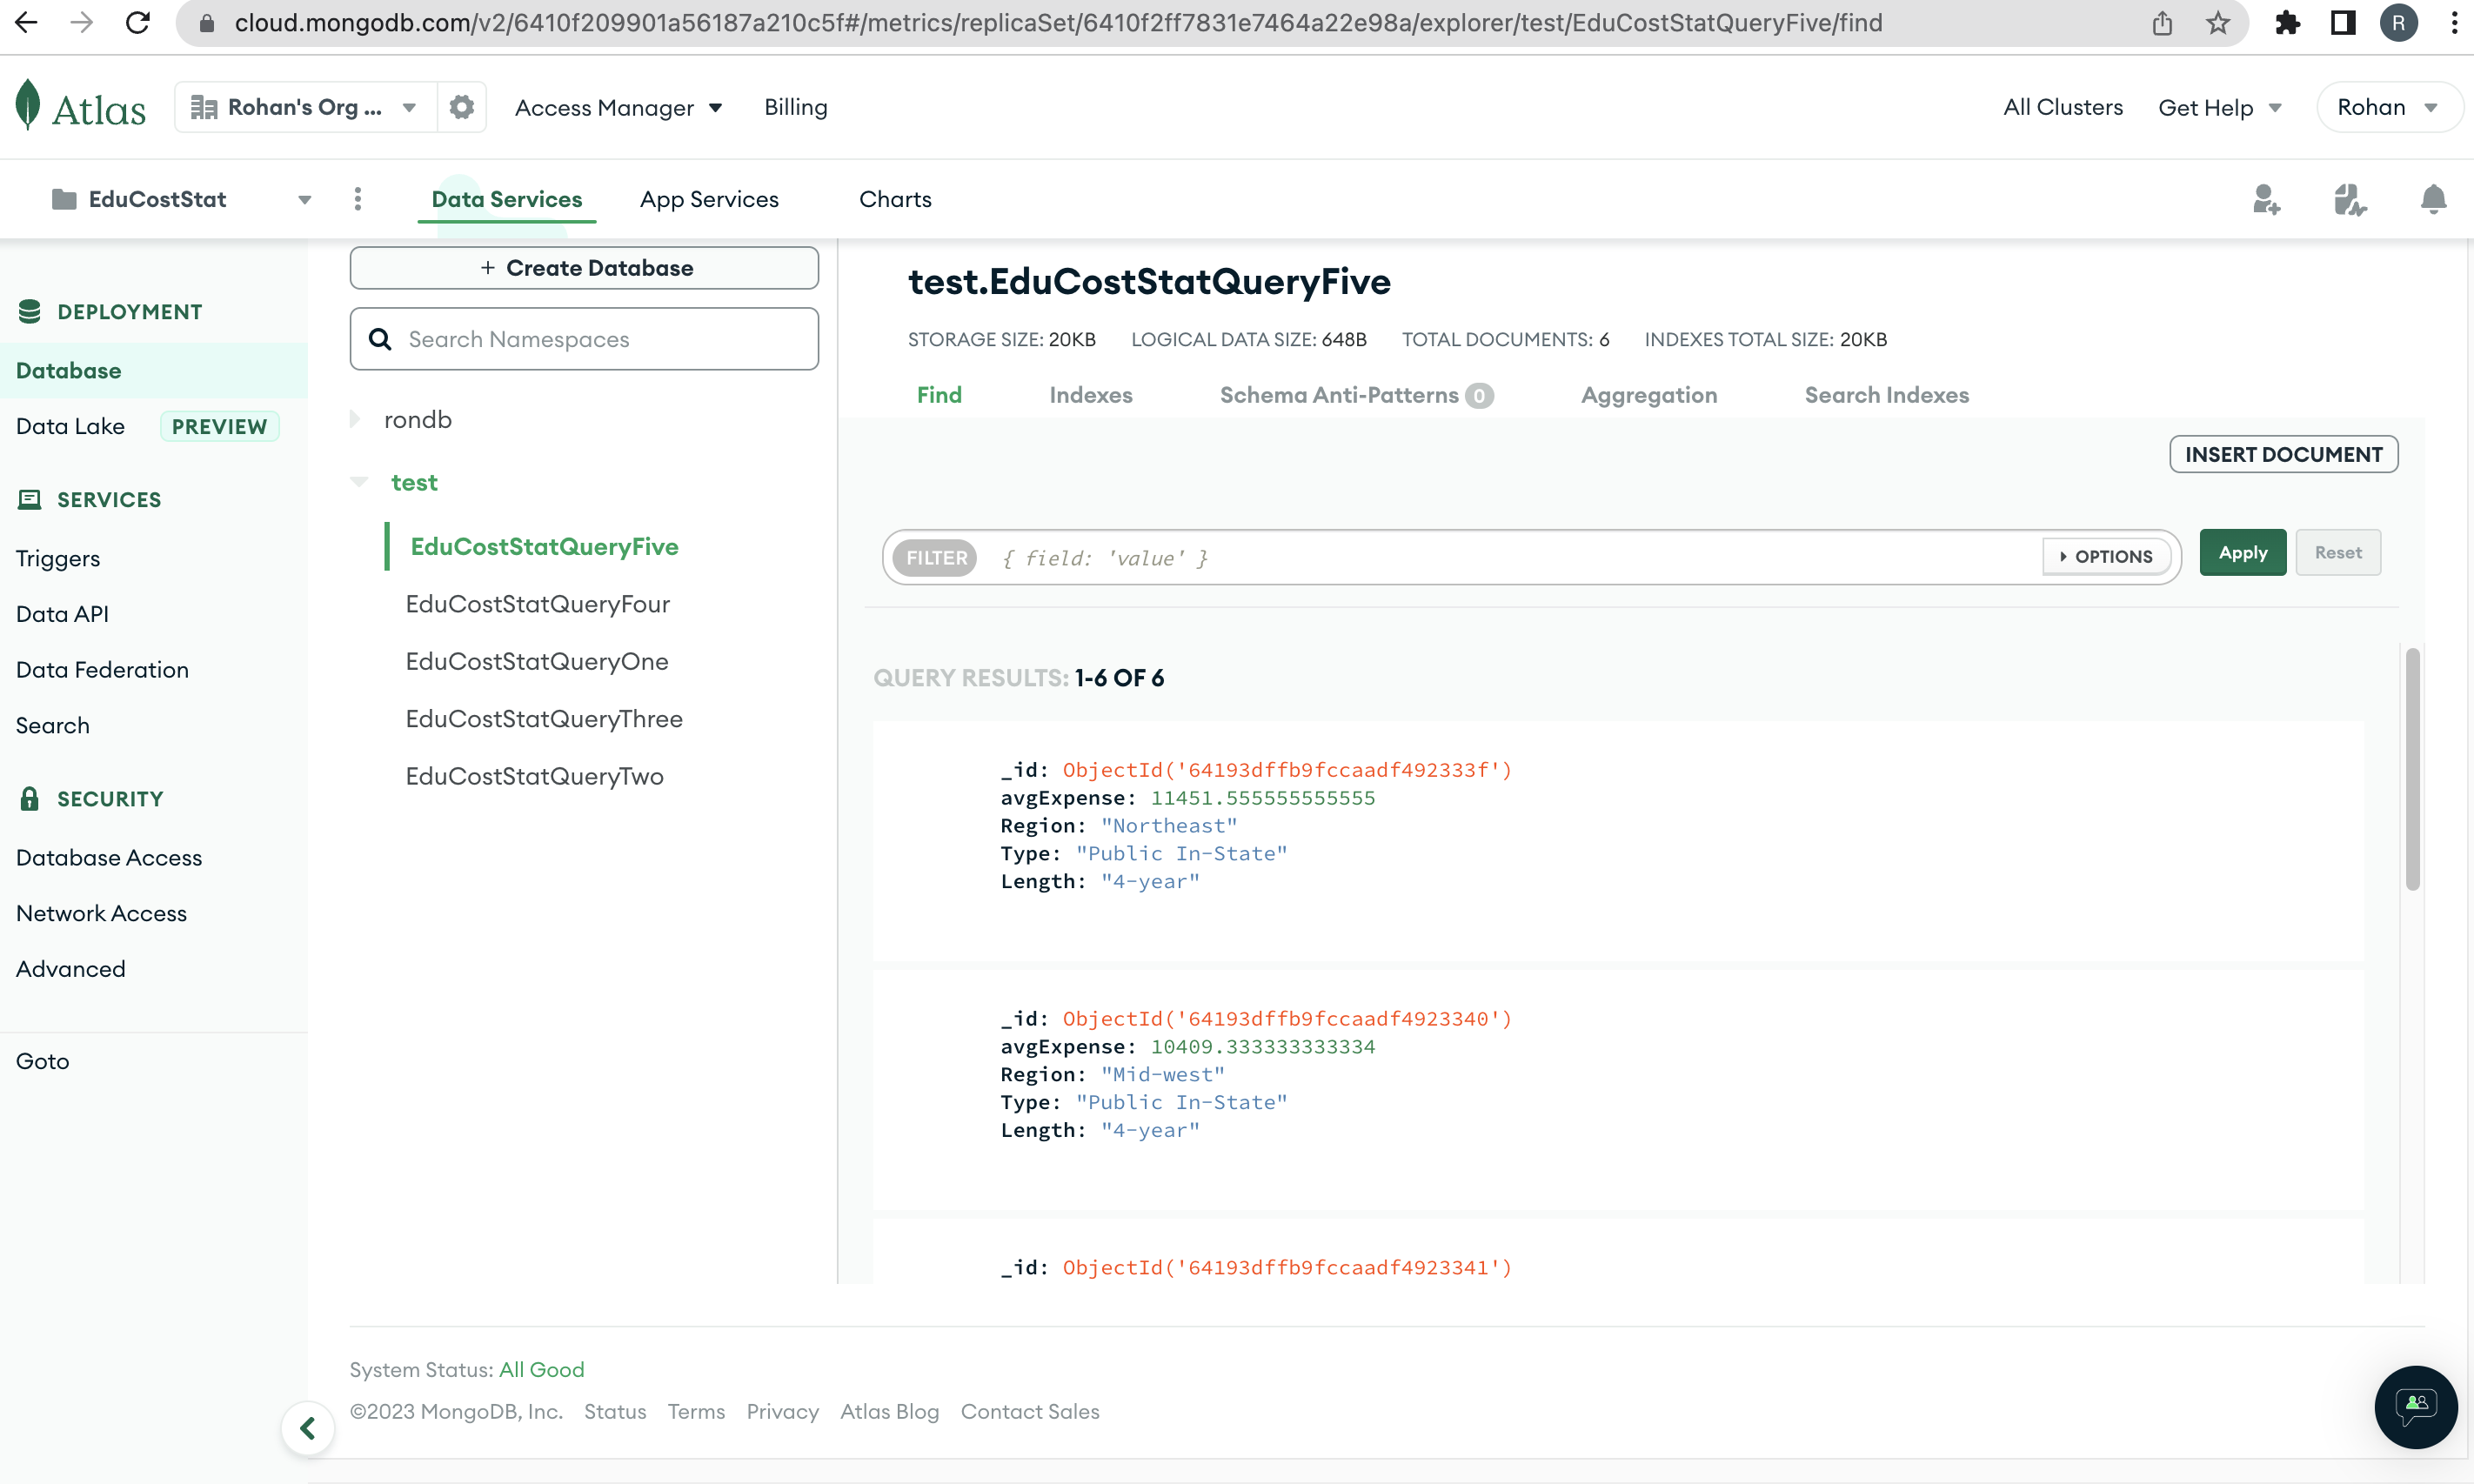 cloud.mongodb.com/v2/6410f209901a56187a210c5f#/metrics/replicaSet/6410f2ff7831e7464a22e98a/explorer/test/EduCostStatQueryFive/find
R
Atlas
Rohan's Org ...
Access Manager
Billing
All Clusters
Get Help
Rohan
EduCostStat
Data Services
App Services
Charts
DEPLOYMENT
Database
Data Lake PREVIEW
SERVICES
Triggers
Data API
Data Federation
Search
SECURITY
Database Access
Network Access
Advanced
Goto
+ Create Database
Search Namespaces
rondb
test
EduCostStatQueryFive
EduCostStatQueryFour
EduCostStatQueryOne
EduCostStatQueryThree
EduCostStatQueryTwo
test.EduCostStatQueryFive
STORAGE SIZE: 20KB LOGICAL DATA SIZE: 648B TOTAL DOCUMENTS: 6 INDEXES TOTAL SIZE: 20KB
Find Indexes Schema Anti-Patterns 0 Aggregation Search Indexes
INSERT DOCUMENT
FILTER { field: 'value' } OPTIONS Apply Reset
QUERY RESULTS: 1-6 OF 6
_id: ObjectId('64193dffb9fccaadf492333f')
avgExpense: 11451.555555555555
Region: "Northeast"
Type: "Public In-State"
Length: "4-year"
_id: ObjectId('64193dffb9fccaadf4923340')
avgExpense: 10409.333333333334
Region: "Mid-west"
Type: "Public In-State"
Length: "4-year"
_id: ObjectId('64193dffb9fccaadf4923341')
System Status: All Good
©2023 MongoDB, Inc. Status Terms Privacy Atlas Blog Contact Sales